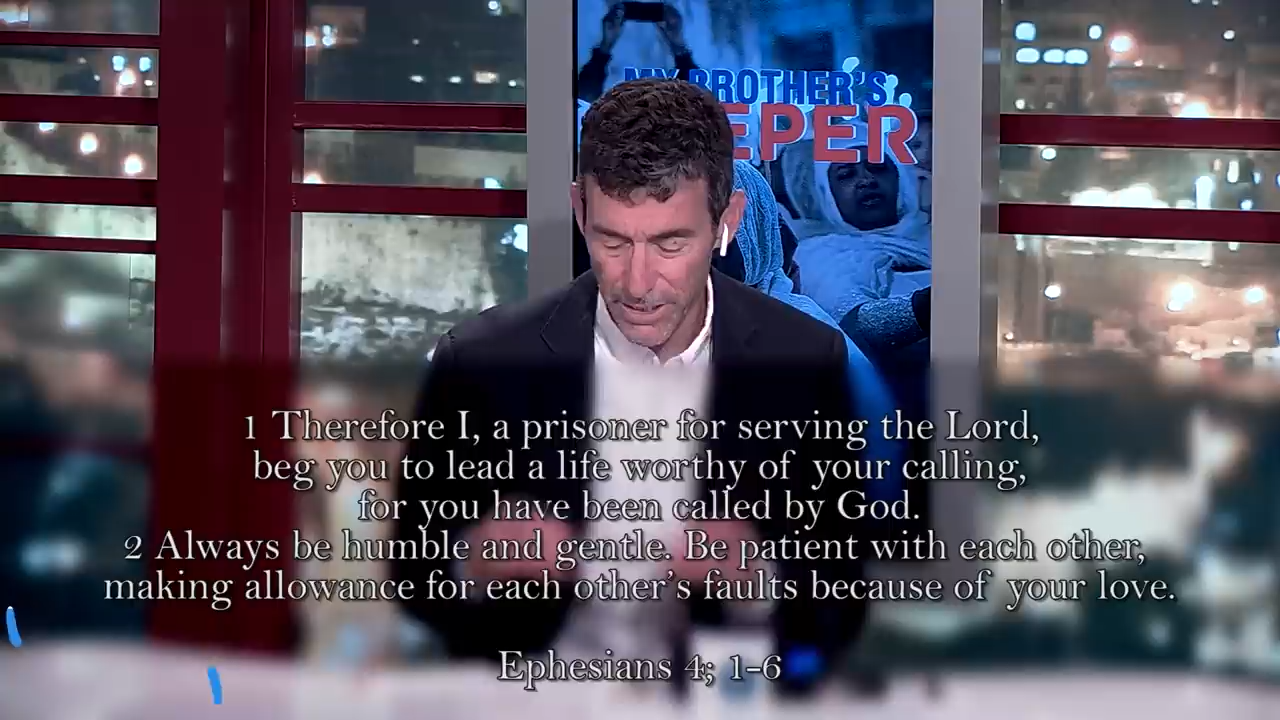 MY BROTHER'S
EPER
1 Therefore I, a prisoner for serving the Lord,
beg you to lead a life worthy of your calling,
for you have been called by God.
2 Always be humble and gentle. Be patient with each other,
making allowance for each other's faults because of your love.
Ephesians 4; 1-6